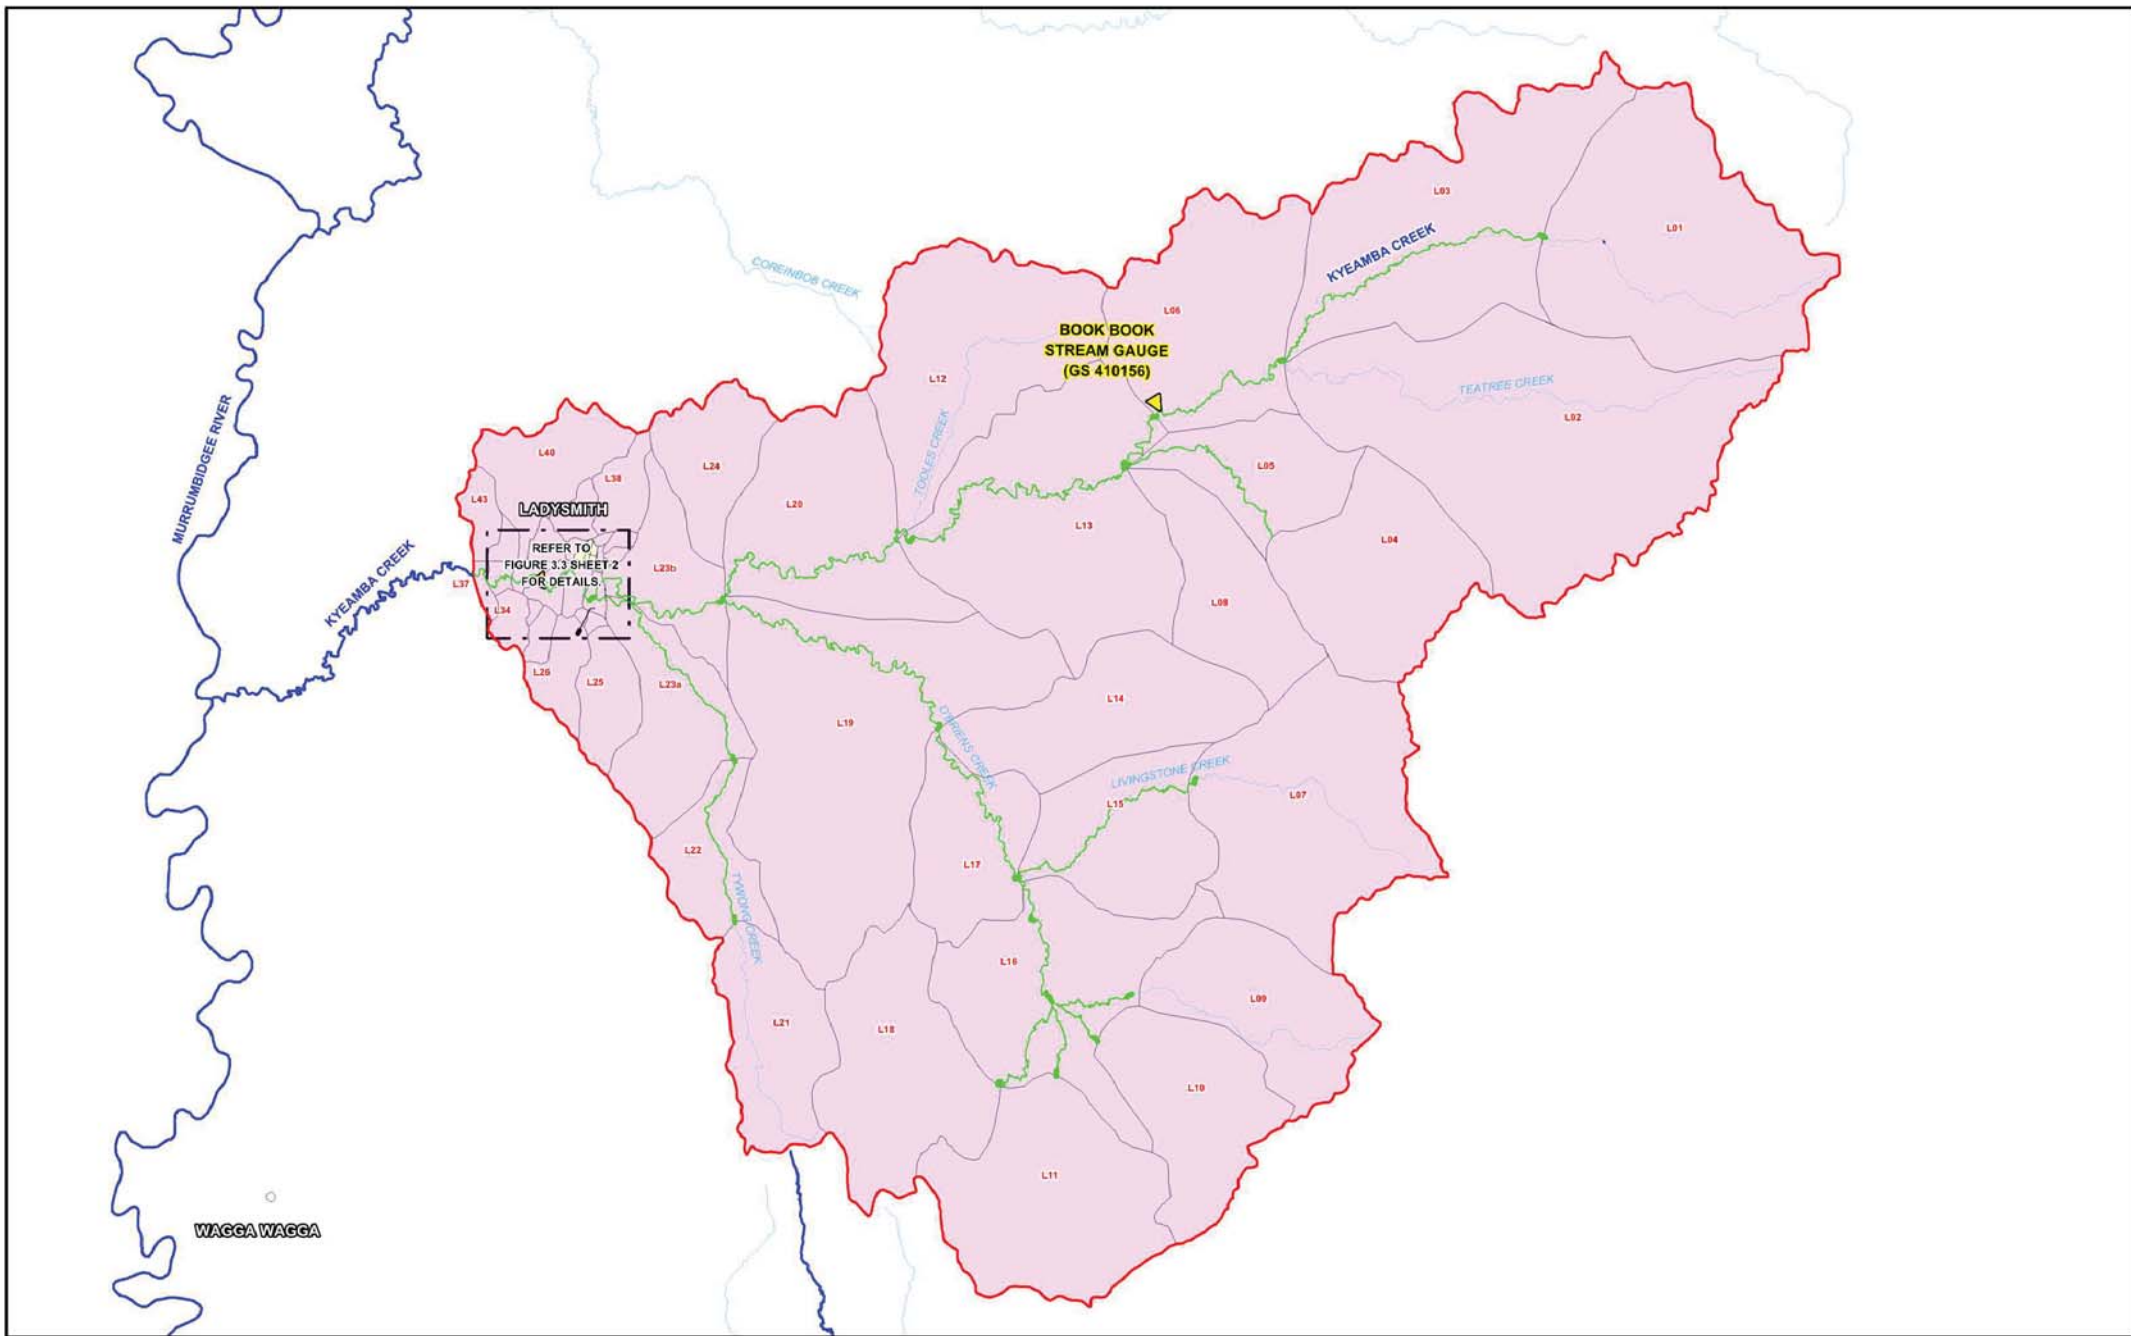 L03
L01
KYEAMBA CREEK
COREINBOB CREEK
L06
BOOK BOOK
STREAM GAUGE
(GS 410156)
L12
TEATREE CREEK
L02
MURRUMBIDGEE RIVER
TOOLES CREEK
L40
L24
L05
L38
L43
L20
LADYSMITH
L13
L04
REFER TO
FIGURE 3.3 SHEET 2
FOR DETAILS.
L23b
KYEAMBA CREEK
L37
L34
L08
L26
L25
L23a
L14
L19
O'BRIENS CREEK
LIVINGSTONE CREEK
L15
L07
L22
L17
TYWONG CREEK
L16
L09
L21
L18
L10
L11
WAGGA WAGGA